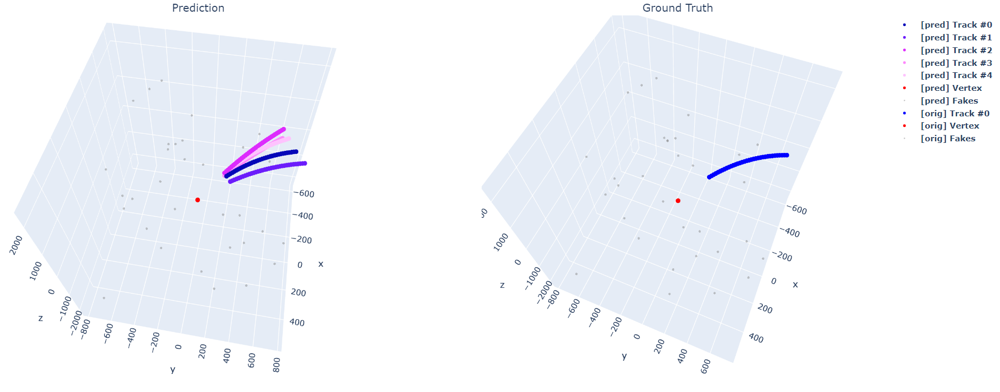 Prediction
Ground Truth
[pred] Track #0
[pred] Track #1
[pred] Track #2
[pred] Track #3
[pred] Track #4
[pred] Vertex
[pred] Fakes
[orig] Track #0
[orig] Vertex
[orig] Fakes
−600
−400
−200
0
200
400
x
2000
1000
0
−1000
−2000
z
−800
−600
−400
−200
0
200
400
600
800
y
−600
−400
−200
0
200
400
x
1000
0
−1000
−2000
z
−800
−600
−400
−200
0
200
400
600
y